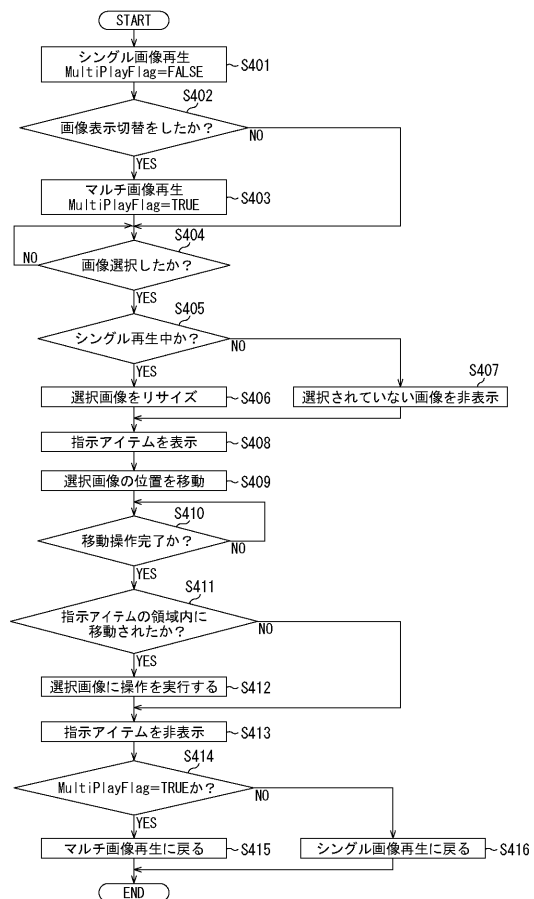 START
シングル画像再生
MultiPlayFlag=FALSE
S401
S402
画像表示切替をしたか？
NO
YES
マルチ画像再生
MultiPlayFlag=TRUE
S403
S404
NO
画像選択したか？
YES
S405
シングル再生中か？
NO
YES
S407
選択画像をリサイズ
S406
選択されていない画像を非表示
指示アイテムを表示
S408
選択画像の位置を移動
S409
S410
移動操作完了か？
NO
YES
S411
指示アイテムの領域内に
移動されたか？
NO
YES
選択画像に操作を実行する
S412
指示アイテムを非表示
S413
S414
MultiPlayFlag=TRUEか？
NO
YES
マルチ画像再生に戻る
S415
シングル画像再生に戻る
S416
END